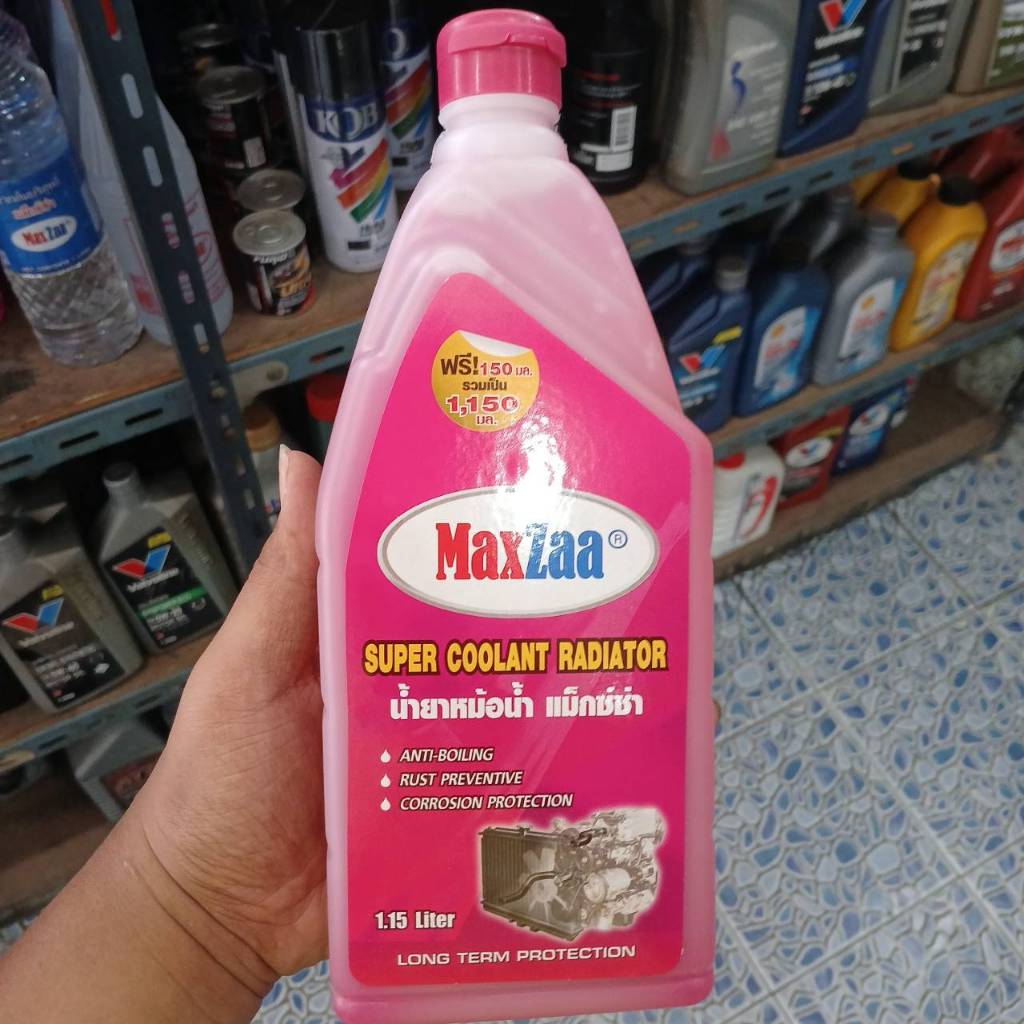 ฟรี! 150 มล.
รวมเป็น
1,150
มล.
MaxZaa®
SUPER COOLANT RADIATOR
น้ำยาหม้อน้ำ แม็กซ์ซ่า
ANTI-BOILING
RUST PREVENTIVE
CORROSION PROTECTION
1.15 Liter
LONG TERM PROTECTION
MaxZaa